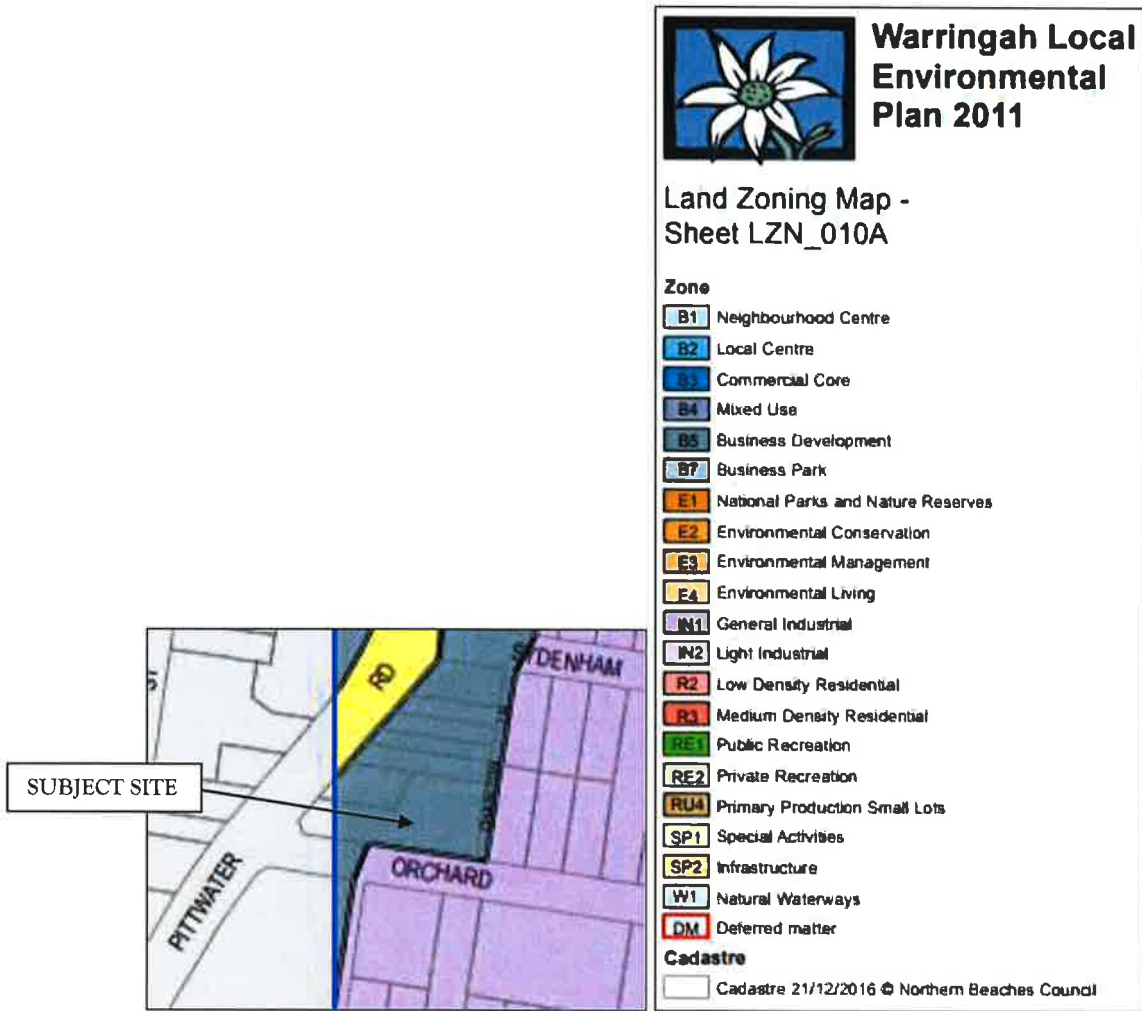 Warringah Local
Environmental
Plan 2011
Land Zoning Map -
Sheet LZN_010A
Zone
B1 Neighbourhood Centre
B2 Local Centre
B3 Commercial Core
B4 Mixed Use
B5 Business Development
B7 Business Park
E1 National Parks and Nature Reserves
E2 Environmental Conservation
E3 Environmental Management
E4 Environmental Living
IN1 General Industrial
IN2 Light Industrial
R2 Low Density Residential
R3 Medium Density Residential
RE1 Public Recreation
RE2 Private Recreation
RU4 Primary Production Small Lots
SP1 Special Activities
SP2 Infrastructure
W1 Natural Waterways
DM Deferred matter
Cadastre
Cadastre 21/12/2016 © Northern Beaches Council
SYDENHAM
RD
SUBJECT SITE
ORCHARD
PITTWATER